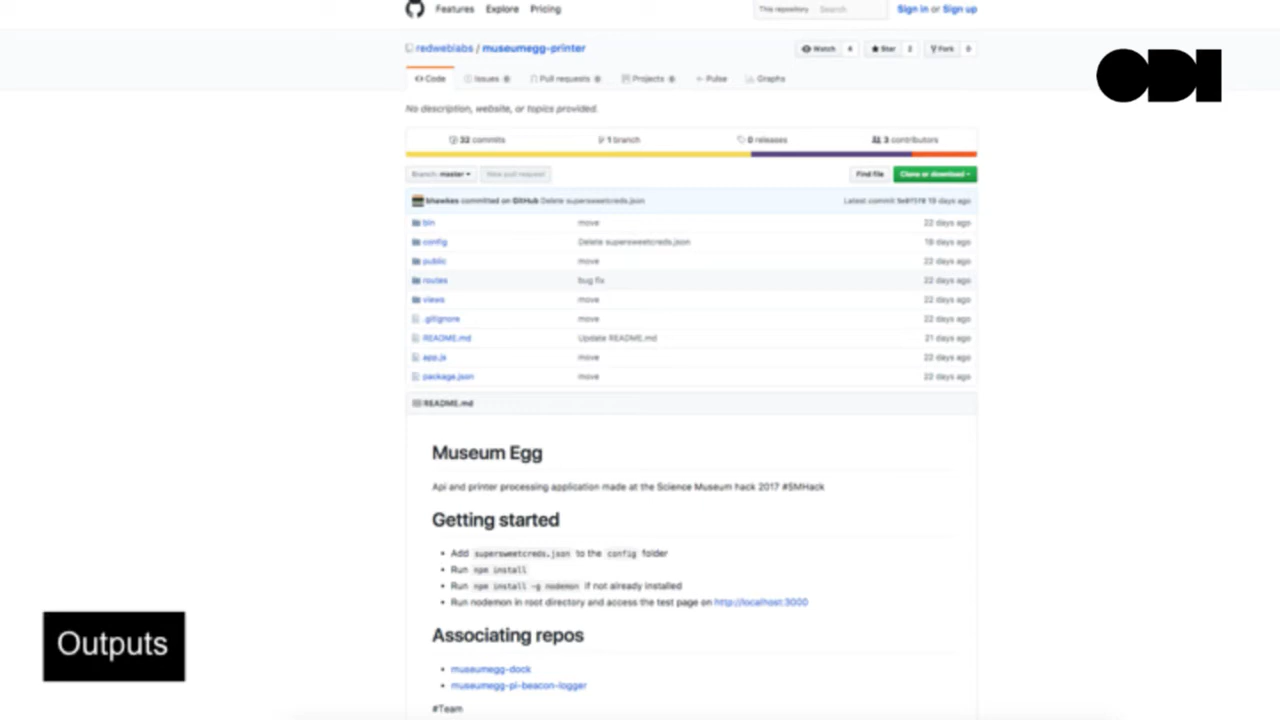 Features Explore Pricing
This repository Search
Sign in or Sign up
redweblabs / museumegg-printer
Watch 4 Star 2 Fork 0
Code Issues 0 Pull requests 0 Projects 0 Pulse Graphs
No description, website, or topics provided.
32 commits 1 branch 0 releases 3 contributors
Branch: master New pull request
Find file Clone or download
bhawkes committed on GitHub Delete supersweetcreds.json
Latest commit 19 days ago
bin move 22 days ago
config Delete supersweetcreds.json 19 days ago
public move 22 days ago
routes bug fix 22 days ago
views move 22 days ago
.gitignore move 22 days ago
README.md Update README.md 21 days ago
app.js move 22 days ago
package.json move 22 days ago
README.md
Museum Egg
Api and printer processing application made at the Science Museum hack 2017 #SMHack
Getting started
• Add supersweetcreds.json to the config folder
• Run npm install
• Run npm install -g nodemon if not already installed
• Run nodemon in root directory and access the test page on http://localhost:3000
Associating repos
• museumegg-dock
• museumegg-pi-beacon-logger
#Team
ODI
Outputs